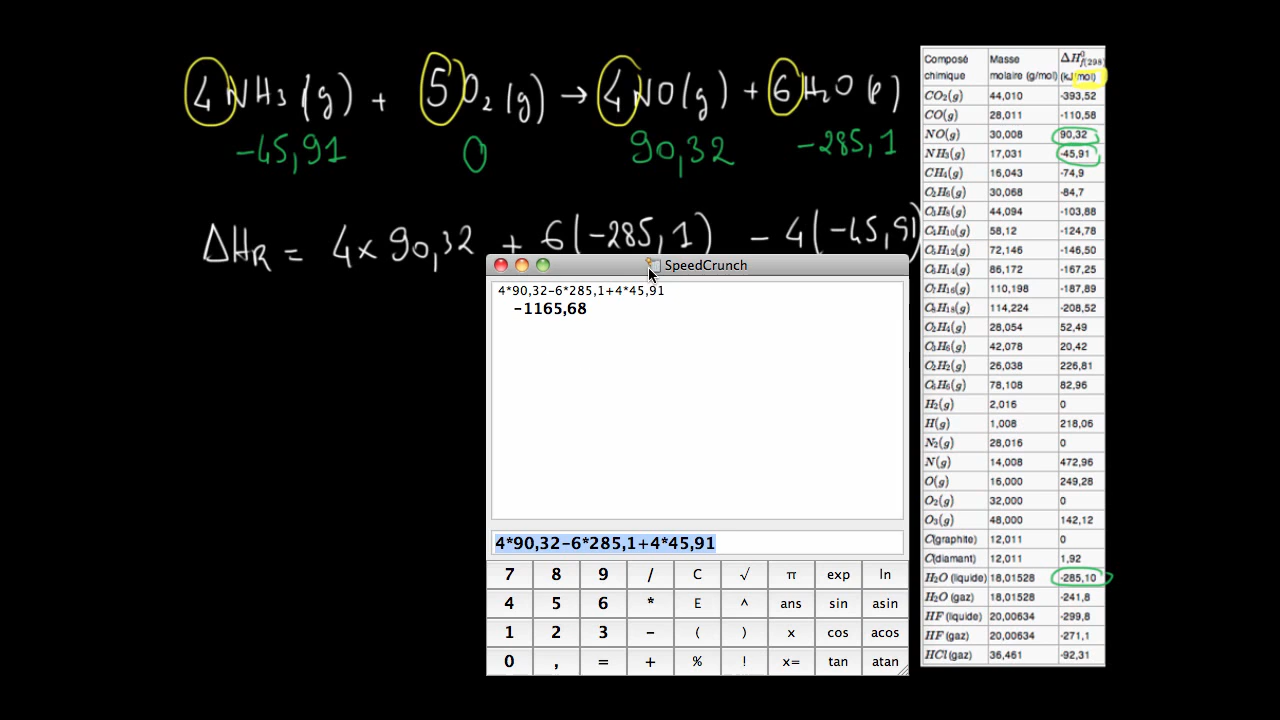 4 NH₃(g) + 5 O₂(g) → 4 NO(g) + 6 H₂O(l)
-45,91 0 90,32 -285,1
ΔHR = 4 x 90,32 + 6(-285,1) - 4(-45,91)
SpeedCrunch
4*90,32-6*285,1+4*45,91
-1165,68
4*90,32-6*285,1+4*45,91
7 8 9 / C √ π exp ln
4 5 6 * E ^ ans sin asin
1 2 3 - ( ) x cos acos
0 , = + % ! x= tan atan
Composé chimique Masse molaire (g/mol) ΔH⁰f(298) (kJ/mol)
CO₂(g) 44,010 -393,52
CO(g) 28,011 -110,58
NO(g) 30,008 90,32
NH₃(g) 17,031 -45,91
CH₄(g) 16,043 -74,9
C₂H₆(g) 30,068 -84,7
C₃H₈(g) 44,094 -103,88
C₄H₁₀(g) 58,12 -124,78
C₅H₁₂(g) 72,146 -146,50
C₆H₁₄(g) 86,172 -167,25
C₇H₁₆(g) 110,198 -187,89
C₈H₁₈(g) 114,224 -208,52
C₂H₄(g) 28,054 52,49
C₃H₆(g) 42,078 20,42
C₂H₂(g) 26,038 226,81
C₆H₆(g) 78,108 82,96
H₂(g) 2,016 0
H(g) 1,008 218,06
N₂(g) 28,016 0
N(g) 14,008 472,96
O(g) 16,000 249,28
O₂(g) 32,000 0
O₃(g) 48,000 142,12
C(graphite) 12,011 0
C(diamant) 12,011 1,92
H₂O (liquide) 18,01528 -285,10
H₂O (gaz) 18,01528 -241,8
HF (liquide) 20,00634 -299,8
HF (gaz) 20,00634 -271,1
HCl (gaz) 36,461 -92,31